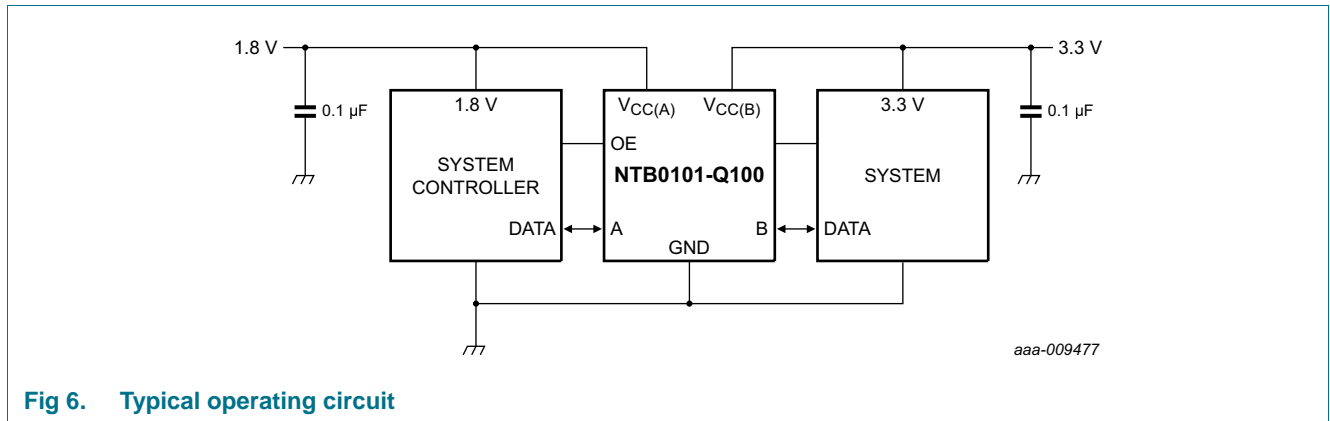 1.8 V
3.3 V
0.1 µF
1.8 V
VCC(A)
VCC(B)
3.3 V
0.1 µF
OE
SYSTEM
CONTROLLER
NTB0101-Q100
SYSTEM
DATA
A
B
DATA
GND
aaa-009477
Fig 6. Typical operating circuit